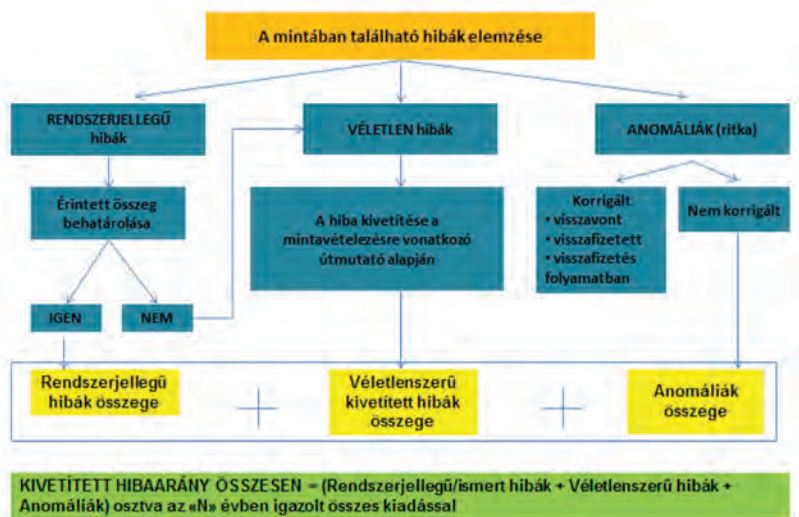 A mintában található hibák elemzése
RENDSZERJELLEGŰ
hibák
VÉLETLEN hibák
ANOMÁLIÁK (ritka)
Érintett összeg
behatárolása
A hiba kivetítése a
mintavételezésre vonatkozó
útmutató alapján
Korrigált
• visszavont
• visszafizetett
• visszafizetés
folyamatban
Nem korrigált
IGEN
NEM
Rendszerjellegű
hibák összege
+
Véletlenszerű
kivetített hibák
összege
+
Anomáliák
összege
KIVETÍTETT HIBAARÁNY ÖSSZESEN = (Rendszerjellegű/ismert hibák + Véletlenszerű hibák +
Anomáliák) osztva az «N» évben igazolt összes kiadással